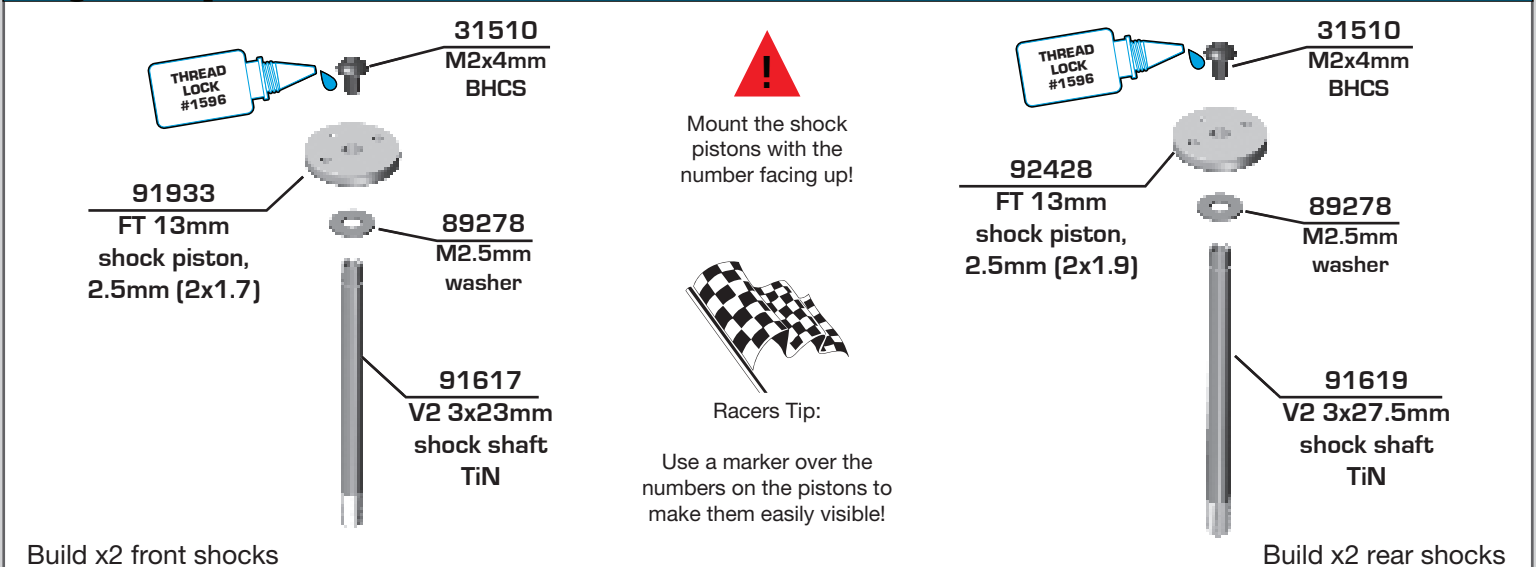 THREAD
LOCK
#1596
31510
M2x4mm
BHCS
91933
FT 13mm
shock piston,
2.5mm (2x1.7)
89278
M2.5mm
washer
91617
V2 3x23mm
shock shaft
TiN
Build x2 front shocks
!
Mount the shock
pistons with the
number facing up!
Racers Tip:
Use a marker over the
numbers on the pistons to
make them easily visible!
THREAD
LOCK
#1596
31510
M2x4mm
BHCS
92428
FT 13mm
shock piston,
2.5mm (2x1.9)
89278
M2.5mm
washer
91619
V2 3x27.5mm
shock shaft
TiN
Build x2 rear shocks